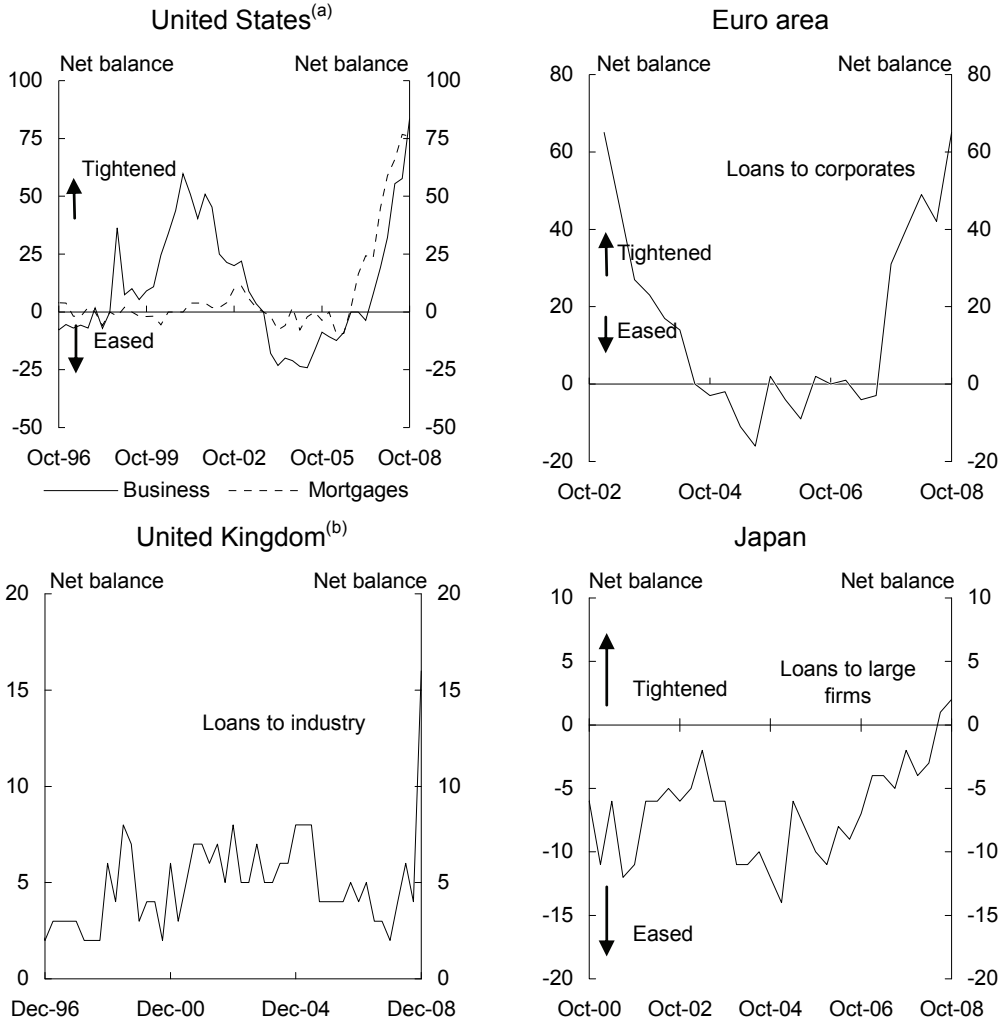 United States(a)
Net balance Net balance
100 100
75 75
Tightened
50 50
25 25
0 0
Eased
-25 -25
-50 -50
Oct-96 Oct-99 Oct-02 Oct-05 Oct-08
Business Mortgages
Euro area
Net balance Net balance
80 80
60 60
Loans to corporates
40 40
Tightened
20 20
Eased
0 0
-20 -20
Oct-02 Oct-04 Oct-06 Oct-08
United Kingdom(b)
Net balance Net balance
20 20
15 15
Loans to industry
10 10
5 5
0 0
Dec-96 Dec-00 Dec-04 Dec-08
Japan
Net balance Net balance
10 10
5 5
Tightened
Loans to large
firms
0 0
-5 -5
-10 -10
-15 -15
Eased
-20 -20
Oct-00 Oct-02 Oct-04 Oct-06 Oct-08